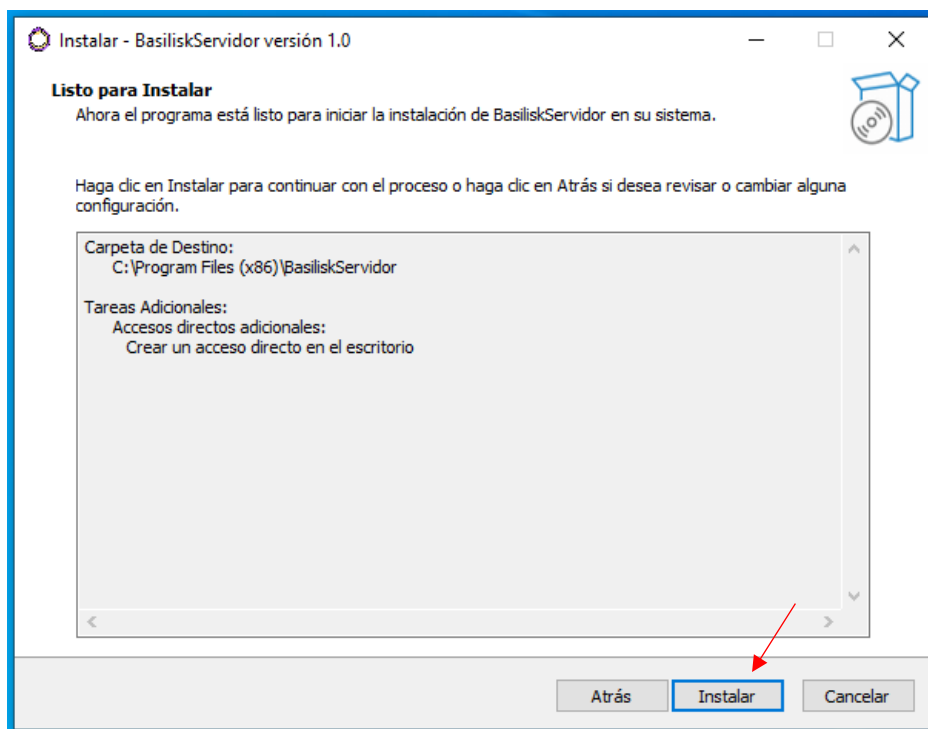 Instalar - BasiliskServidor versión 1.0
Listo para Instalar
Ahora el programa está listo para iniciar la instalación de BasiliskServidor en su sistema.
Haga clic en Instalar para continuar con el proceso o haga clic en Atrás si desea revisar o cambiar alguna
configuración.
Carpeta de Destino:
C:\Program Files (x86)\BasiliskServidor
Tareas Adicionales:
Accesos directos adicionales:
Crear un acceso directo en el escritorio
Atrás
Instalar
Cancelar